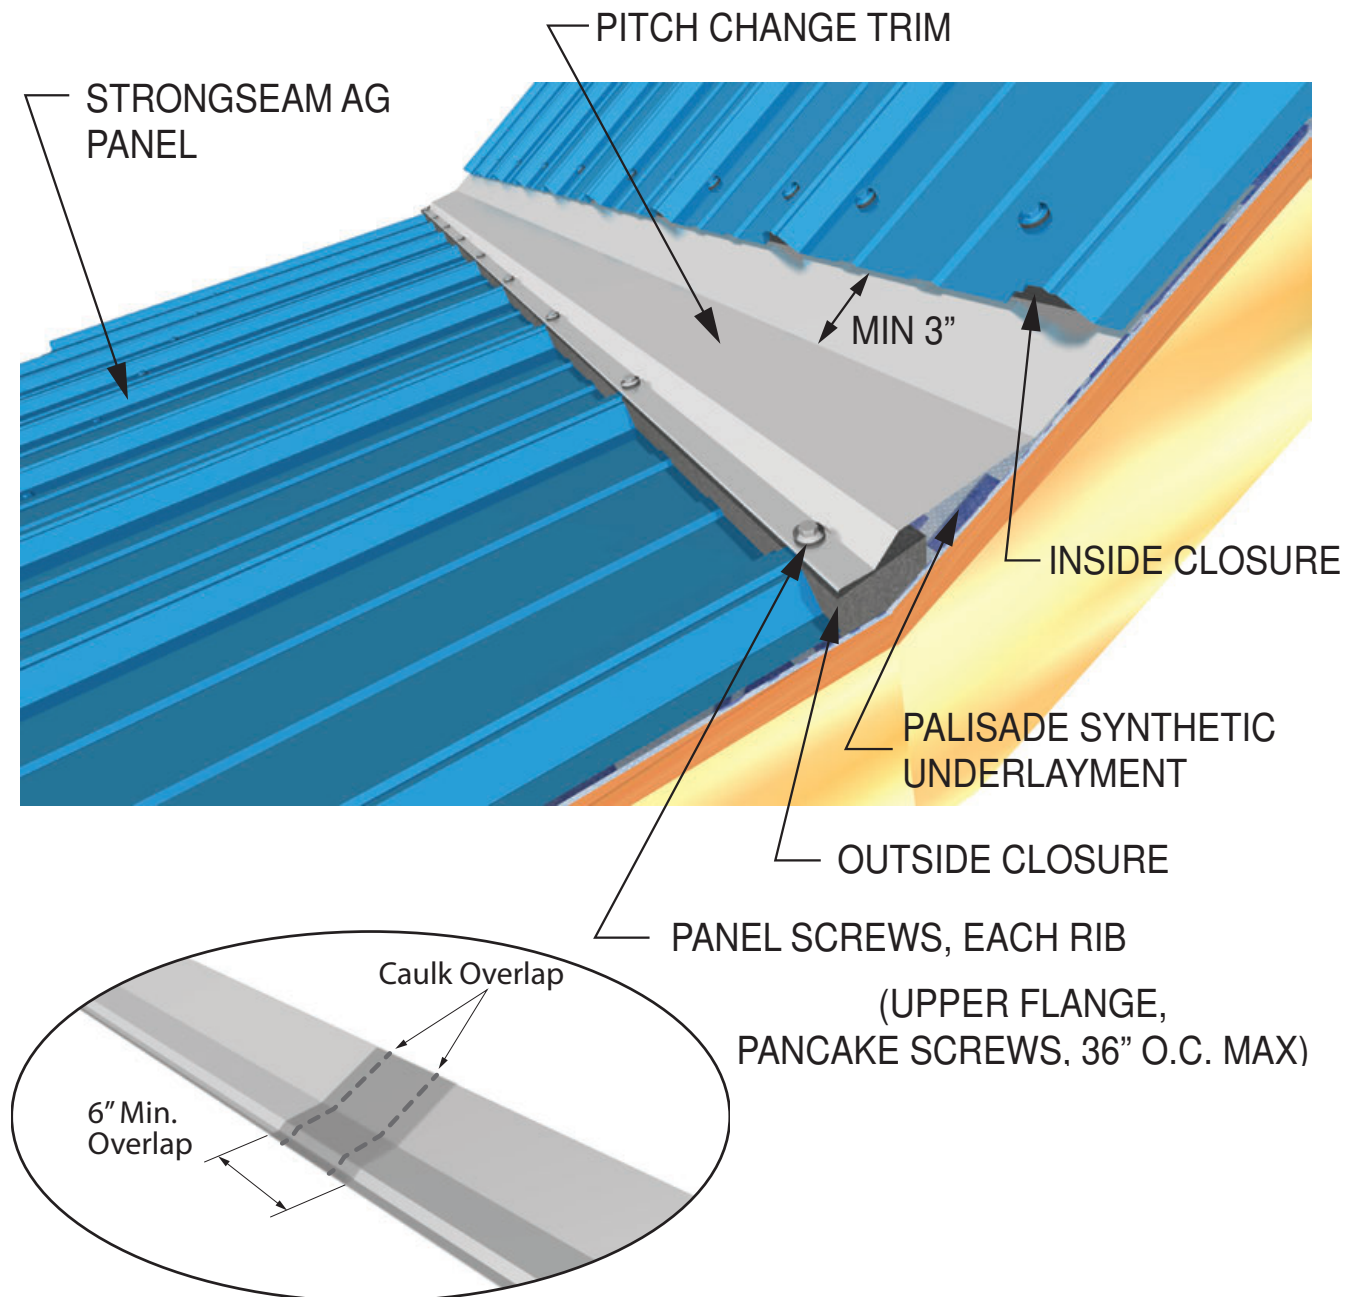 PITCH CHANGE TRIM
STRONGSEAM AG
PANEL
MIN 3”
INSIDE CLOSURE
PALISADE SYNTHETIC
UNDERLAYMENT
OUTSIDE CLOSURE
PANEL SCREWS, EACH RIB
(UPPER FLANGE,
PANCAKE SCREWS, 36” O.C. MAX)
Caulk Overlap
6” Min.
Overlap